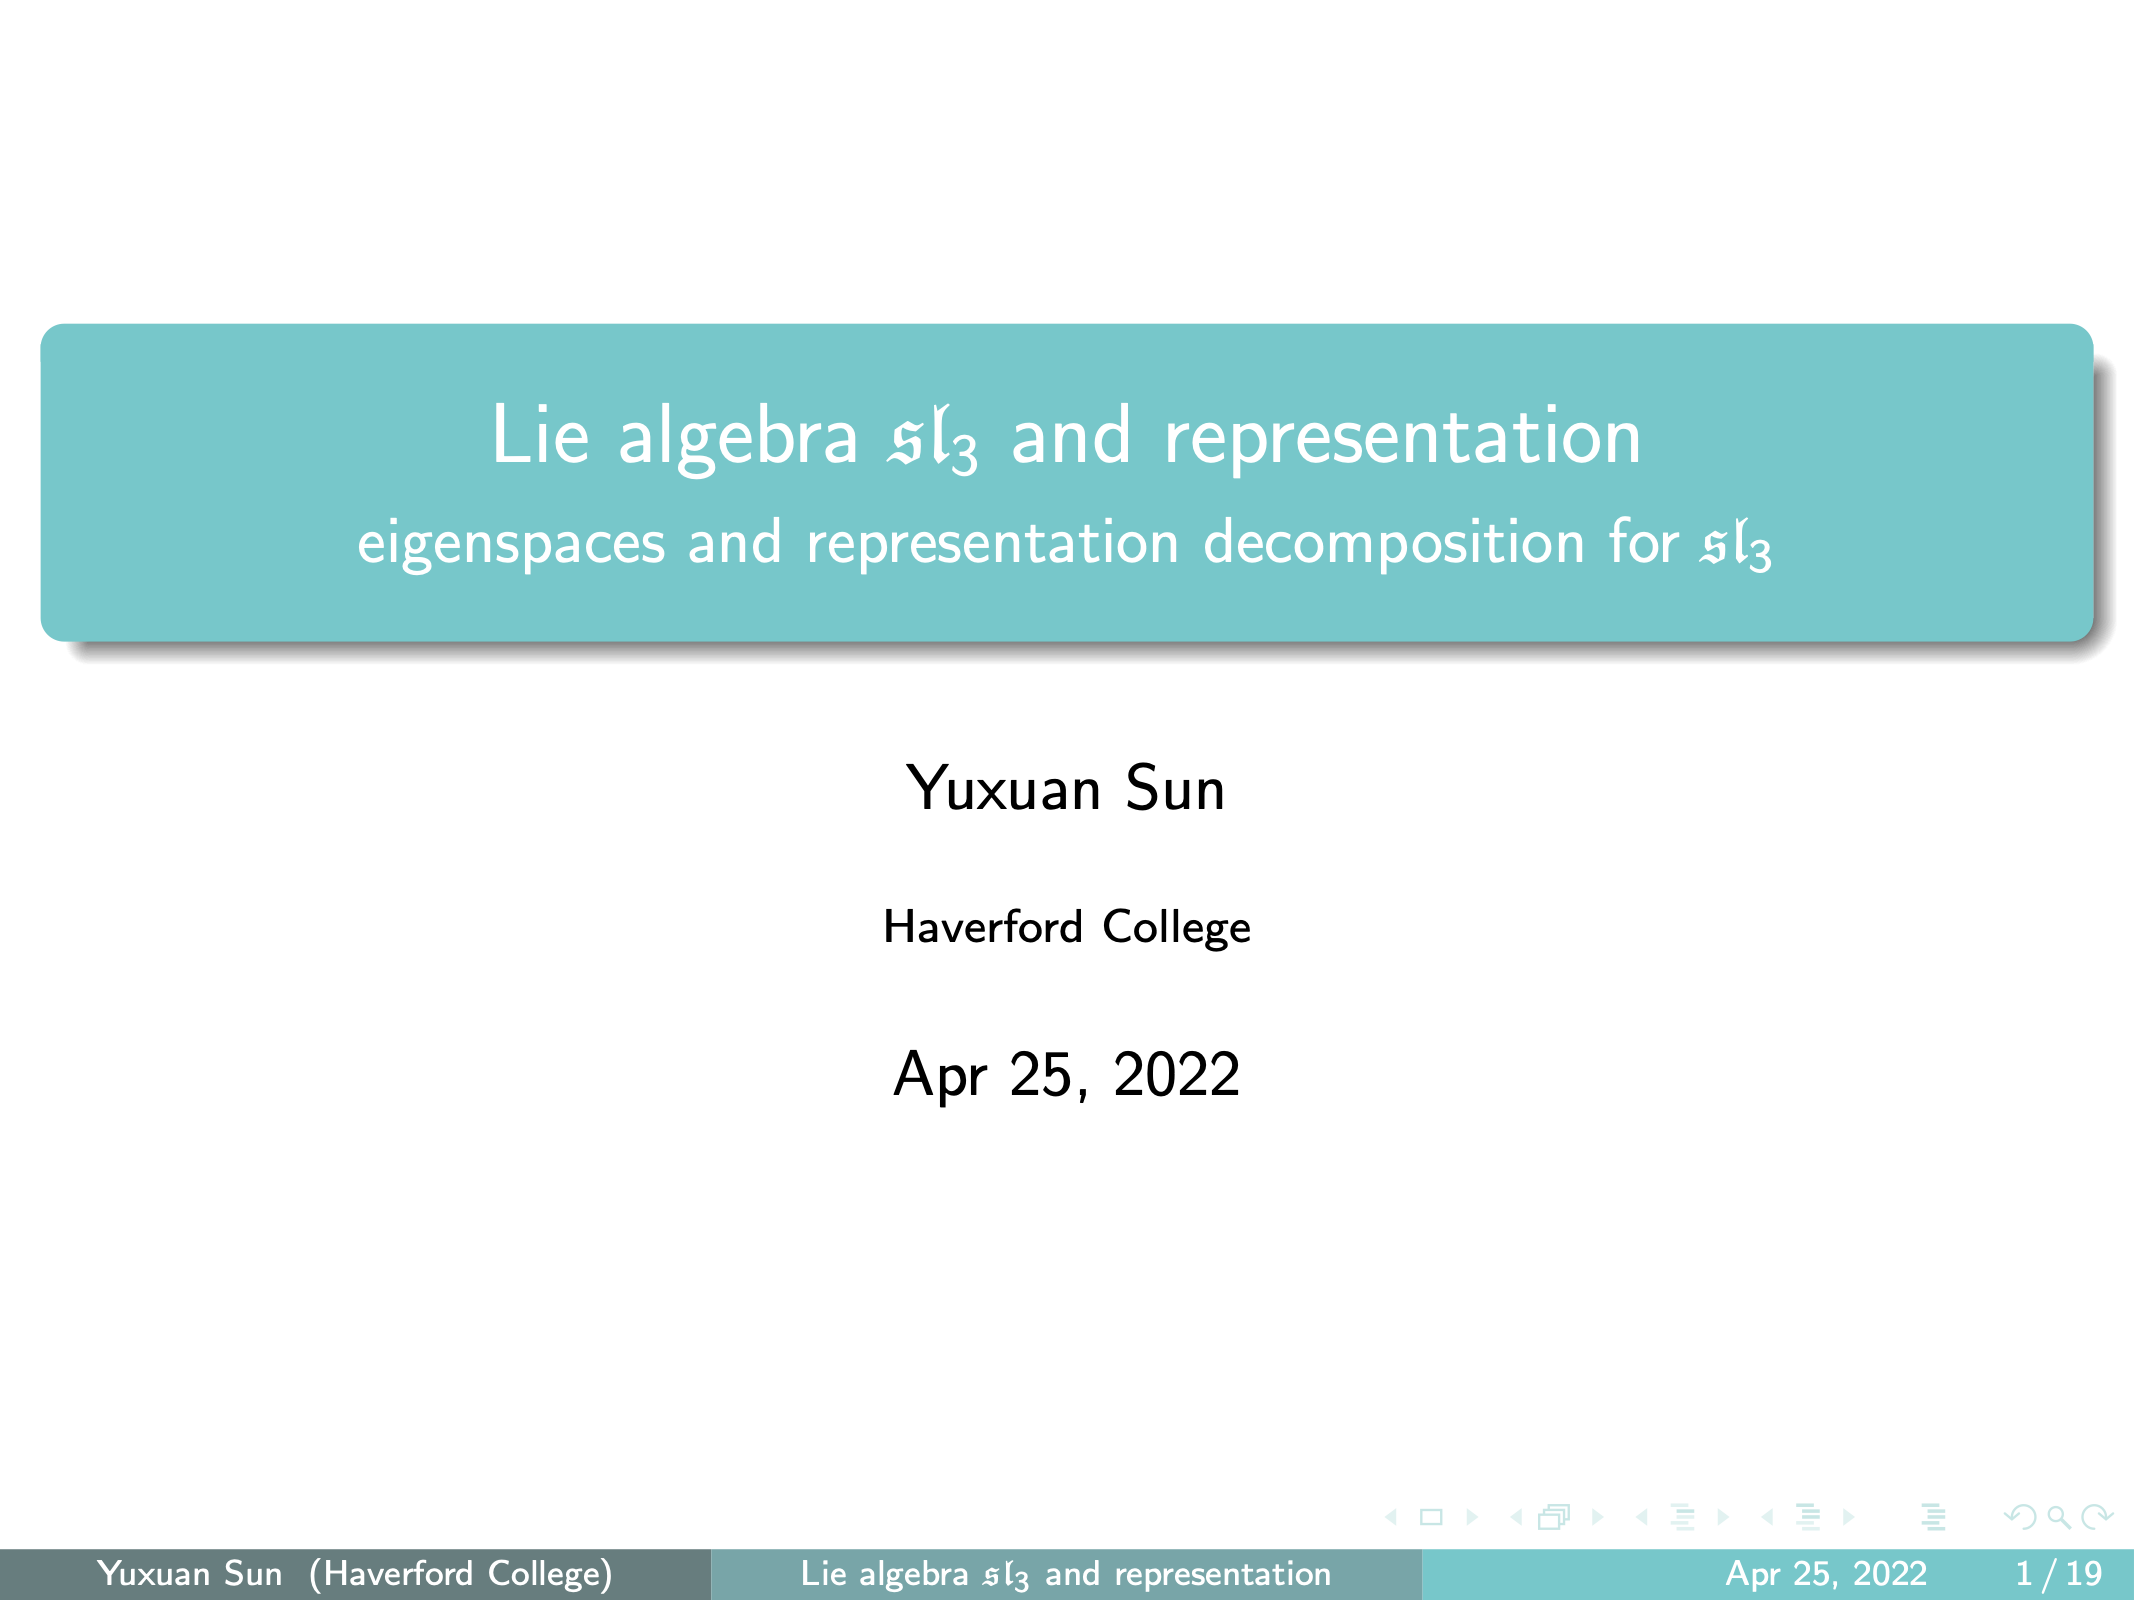 Lie algebra 𝔰𝔩₃ and representation
eigenspaces and representation decomposition for 𝔰𝔩₃
Yuxuan Sun
Haverford College
Apr 25, 2022
Yuxuan Sun (Haverford College) Lie algebra 𝔰𝔩₃ and representation Apr 25, 2022 1 / 19